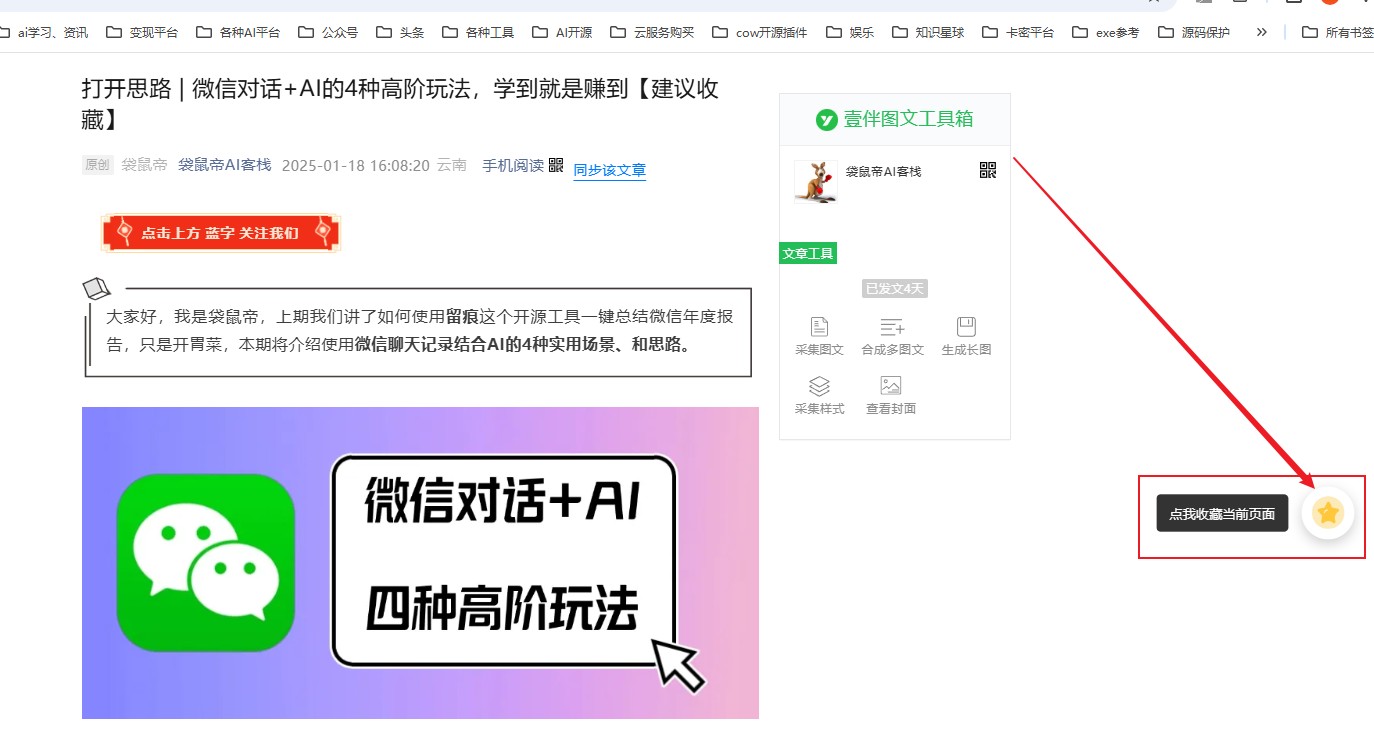 ai学习、资讯 变现平台 各种AI平台 公众号 头条 各种工具 AI开源 云服务购买 cow开源插件 娱乐 知识星球 卡密平台 exe参考 源码保护 » 所有书签
打开思路 | 微信对话+AI的4种高阶玩法，学到就是赚到【建议收
藏】
原创 袋鼠帝 袋鼠帝AI客栈 2025-01-18 16:08:20 云南 手机阅读 同步该文章
点击上方 蓝字 关注我们
大家好，我是袋鼠帝，上期我们讲了如何使用留痕这个开源工具一键总结微信年度报
告，只是开胃菜，本期将介绍使用微信聊天记录结合AI的4种实用场景、和思路。
微信对话+AI
四种高阶玩法
壹伴图文工具箱
袋鼠帝AI客栈
文章工具
已发文4天
采集图文 合成多图文 生成长图
采集样式 查看封面
点我收藏当前页面